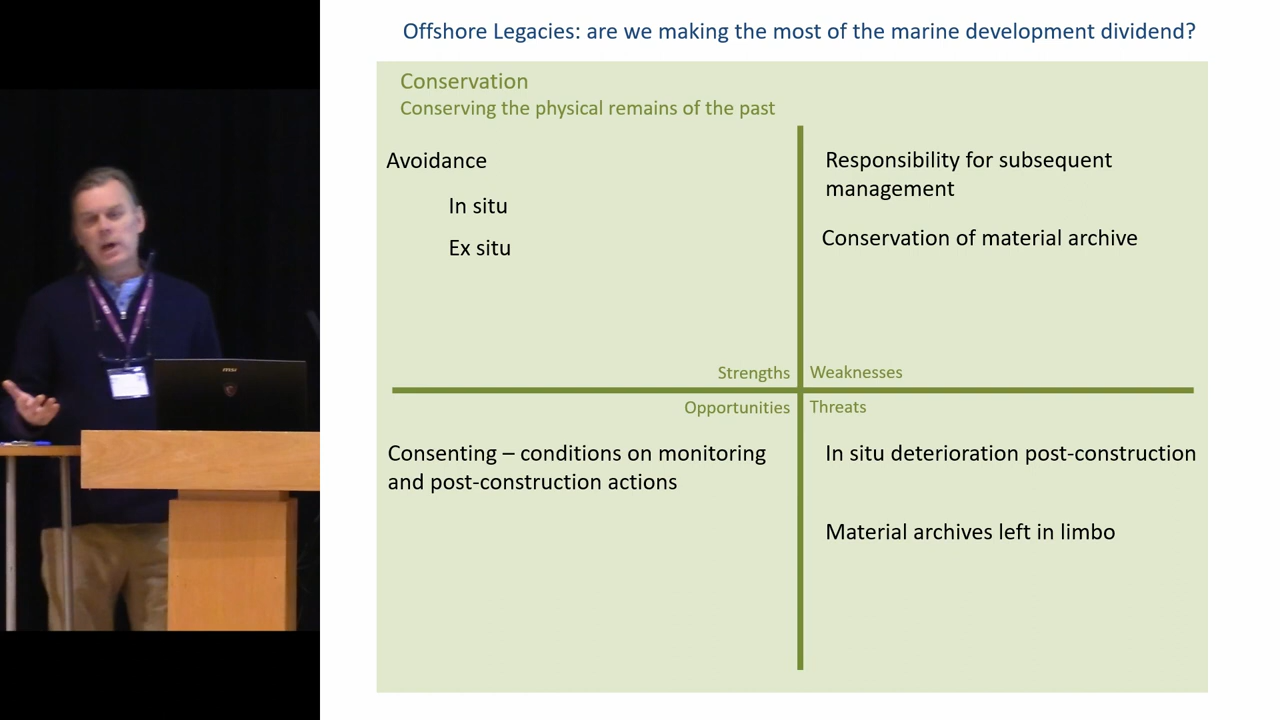 Offshore Legacies: are we making the most of the marine development dividend?
Conservation
Conserving the physical remains of the past
Avoidance
In situ
Ex situ
Responsibility for subsequent
management
Conservation of material archive
Strengths
Weaknesses
Opportunities
Threats
Consenting – conditions on monitoring
and post-construction actions
In situ deterioration post-construction
Material archives left in limbo
msi